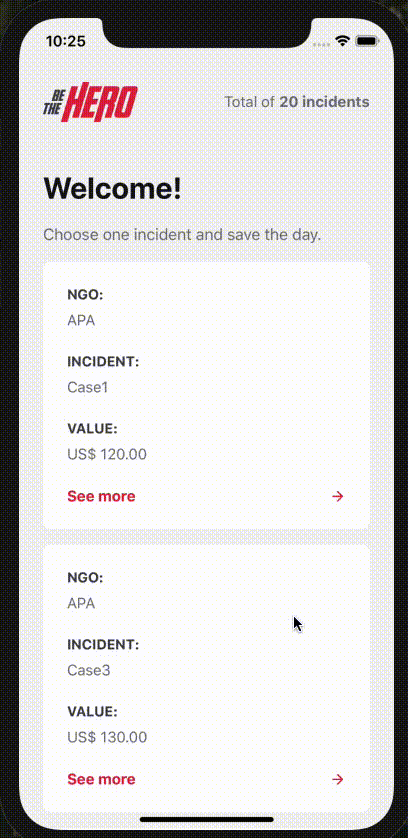 10:25
BE THE HERO
Total of 20 incidents
Welcome!
Choose one incident and save the day.
NGO:
APA
INCIDENT:
Case1
VALUE:
US$ 120.00
See more →
NGO:
APA
INCIDENT:
Case3
VALUE:
US$ 130.00
See more →